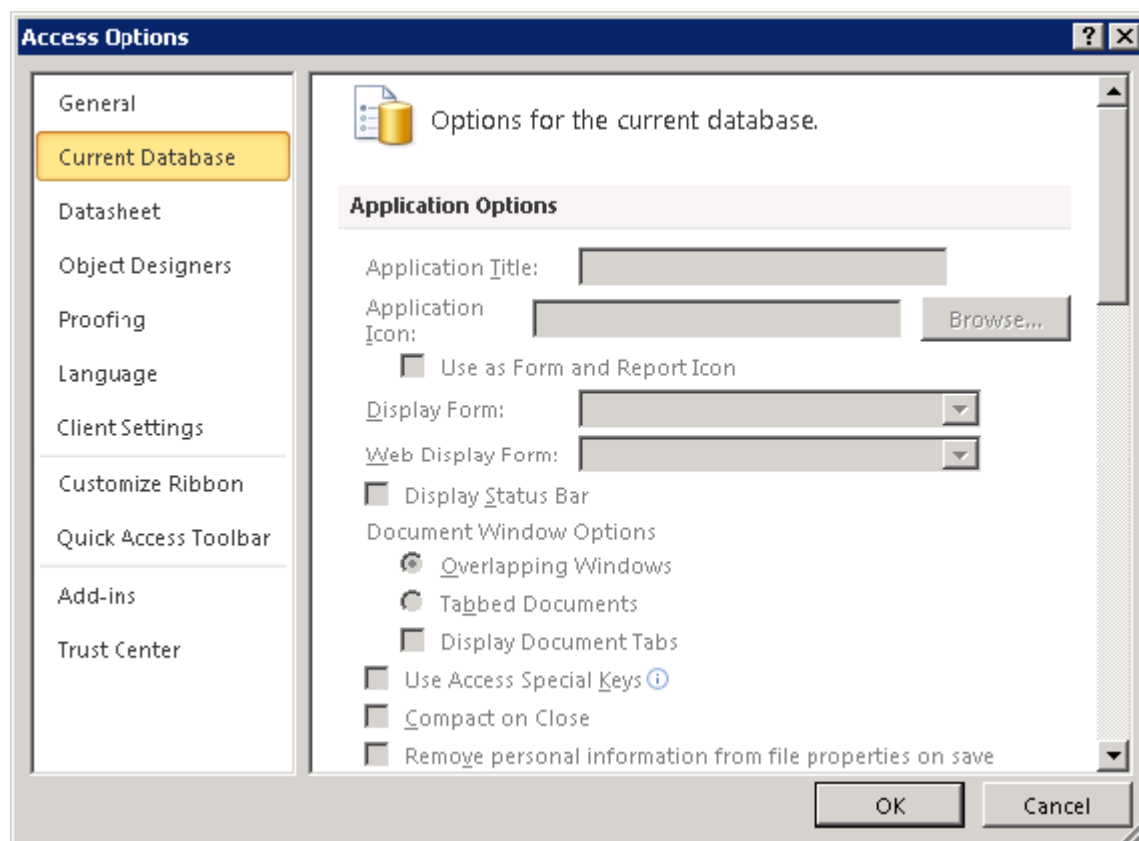 Access Options
General
Current Database
Datasheet
Object Designers
Proofing
Language
Client Settings
Customize Ribbon
Quick Access Toolbar
Add-ins
Trust Center
Options for the current database.
Application Options
Application Title:
Application
Icon:
Browse...
Use as Form and Report Icon
Display Form:
Web Display Form:
Display Status Bar
Document Window Options
Overlapping Windows
Tabbed Documents
Display Document Tabs
Use Access Special Keys
Compact on Close
Remove personal information from file properties on save
OK
Cancel